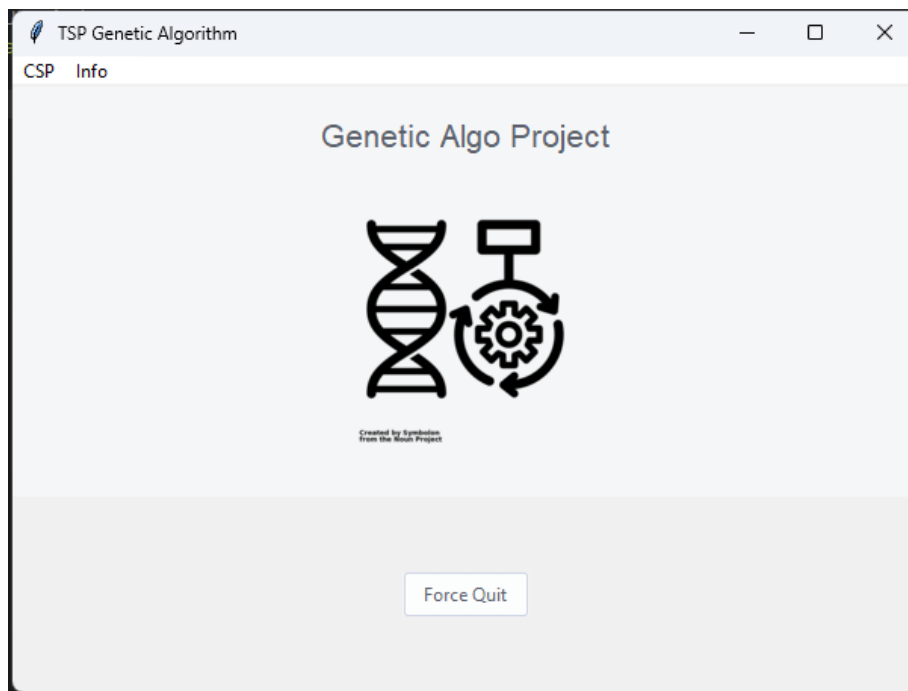 TSP Genetic Algorithm
CSP Info
Genetic Algo Project
Created by Symbolon
from the Noun Project
Force Quit